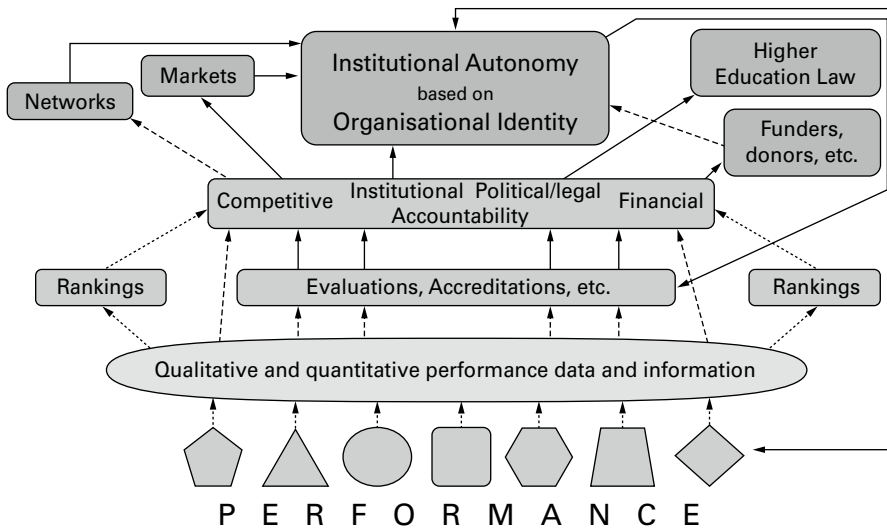 Institutional Autonomy
based on
Organisational Identity
Higher
Education Law
Markets
Networks
Funders,
donors, etc.
Competitive Institutional Political/legal Financial
Accountability
Rankings
Evaluations, Accreditations, etc.
Rankings
Qualitative and quantitative performance data and information
P E R F O R M A N C E